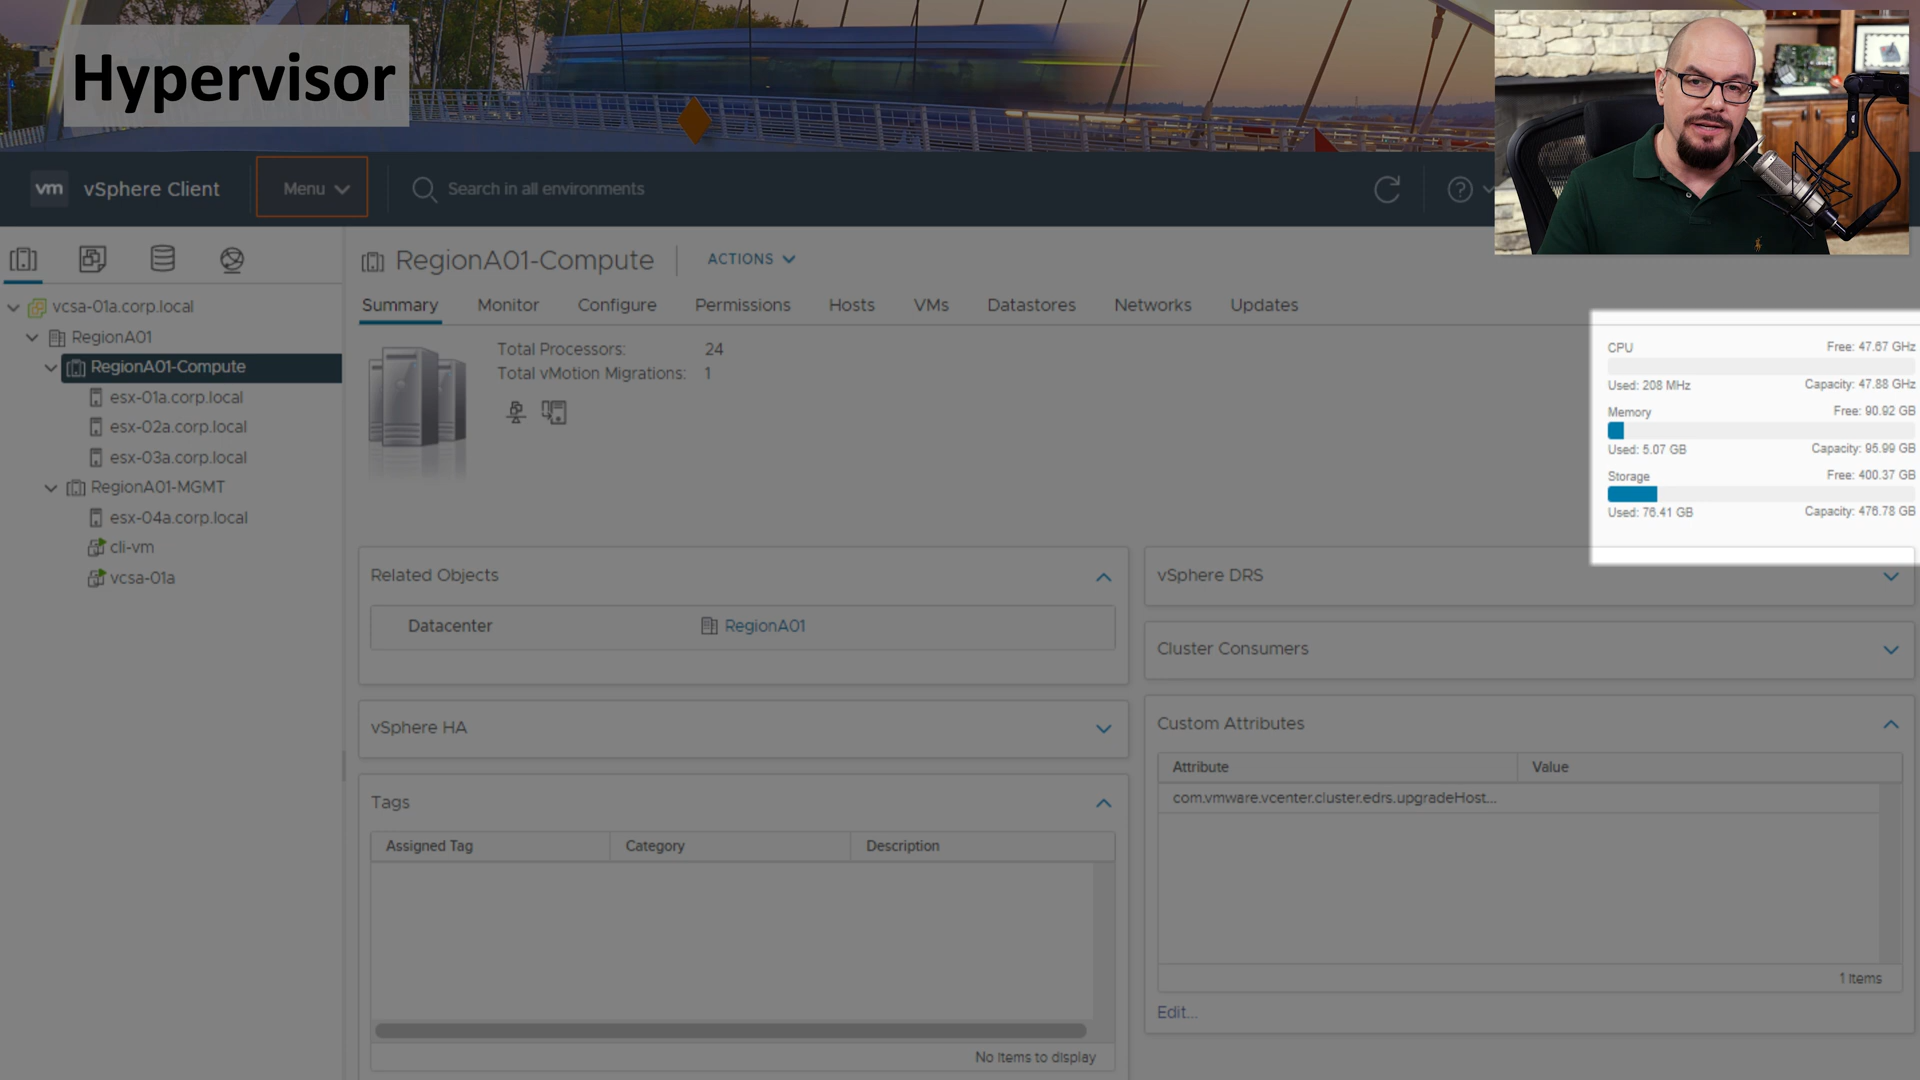 Hypervisor
vm vSphere Client
Menu
Search in all environments
vcsa-01a.corp.local
RegionA01
RegionA01-Compute
esx-01a.corp.local
esx-02a.corp.local
esx-03a.corp.local
RegionA01-MGMT
esx-04a.corp.local
cli-vm
vcsa-01a
RegionA01-Compute
ACTIONS
Summary Monitor Configure Permissions Hosts VMs Datastores Networks Updates
Total Processors: 24
Total vMotion Migrations: 1
CPU Free: 47.67 GHz
Used: 208 MHz Capacity: 47.88 GHz
Memory Free: 90.92 GB
Used: 5.07 GB Capacity: 95.99 GB
Storage Free: 400.37 GB
Used: 76.41 GB Capacity: 476.78 GB
Related Objects
Datacenter RegionA01
vSphere HA
Tags
Assigned Tag Category Description
No items to display
vSphere DRS
Cluster Consumers
Custom Attributes
Attribute Value
com.vmware.vcenter.cluster.edrs.upgradeHost...
1 items
Edit...